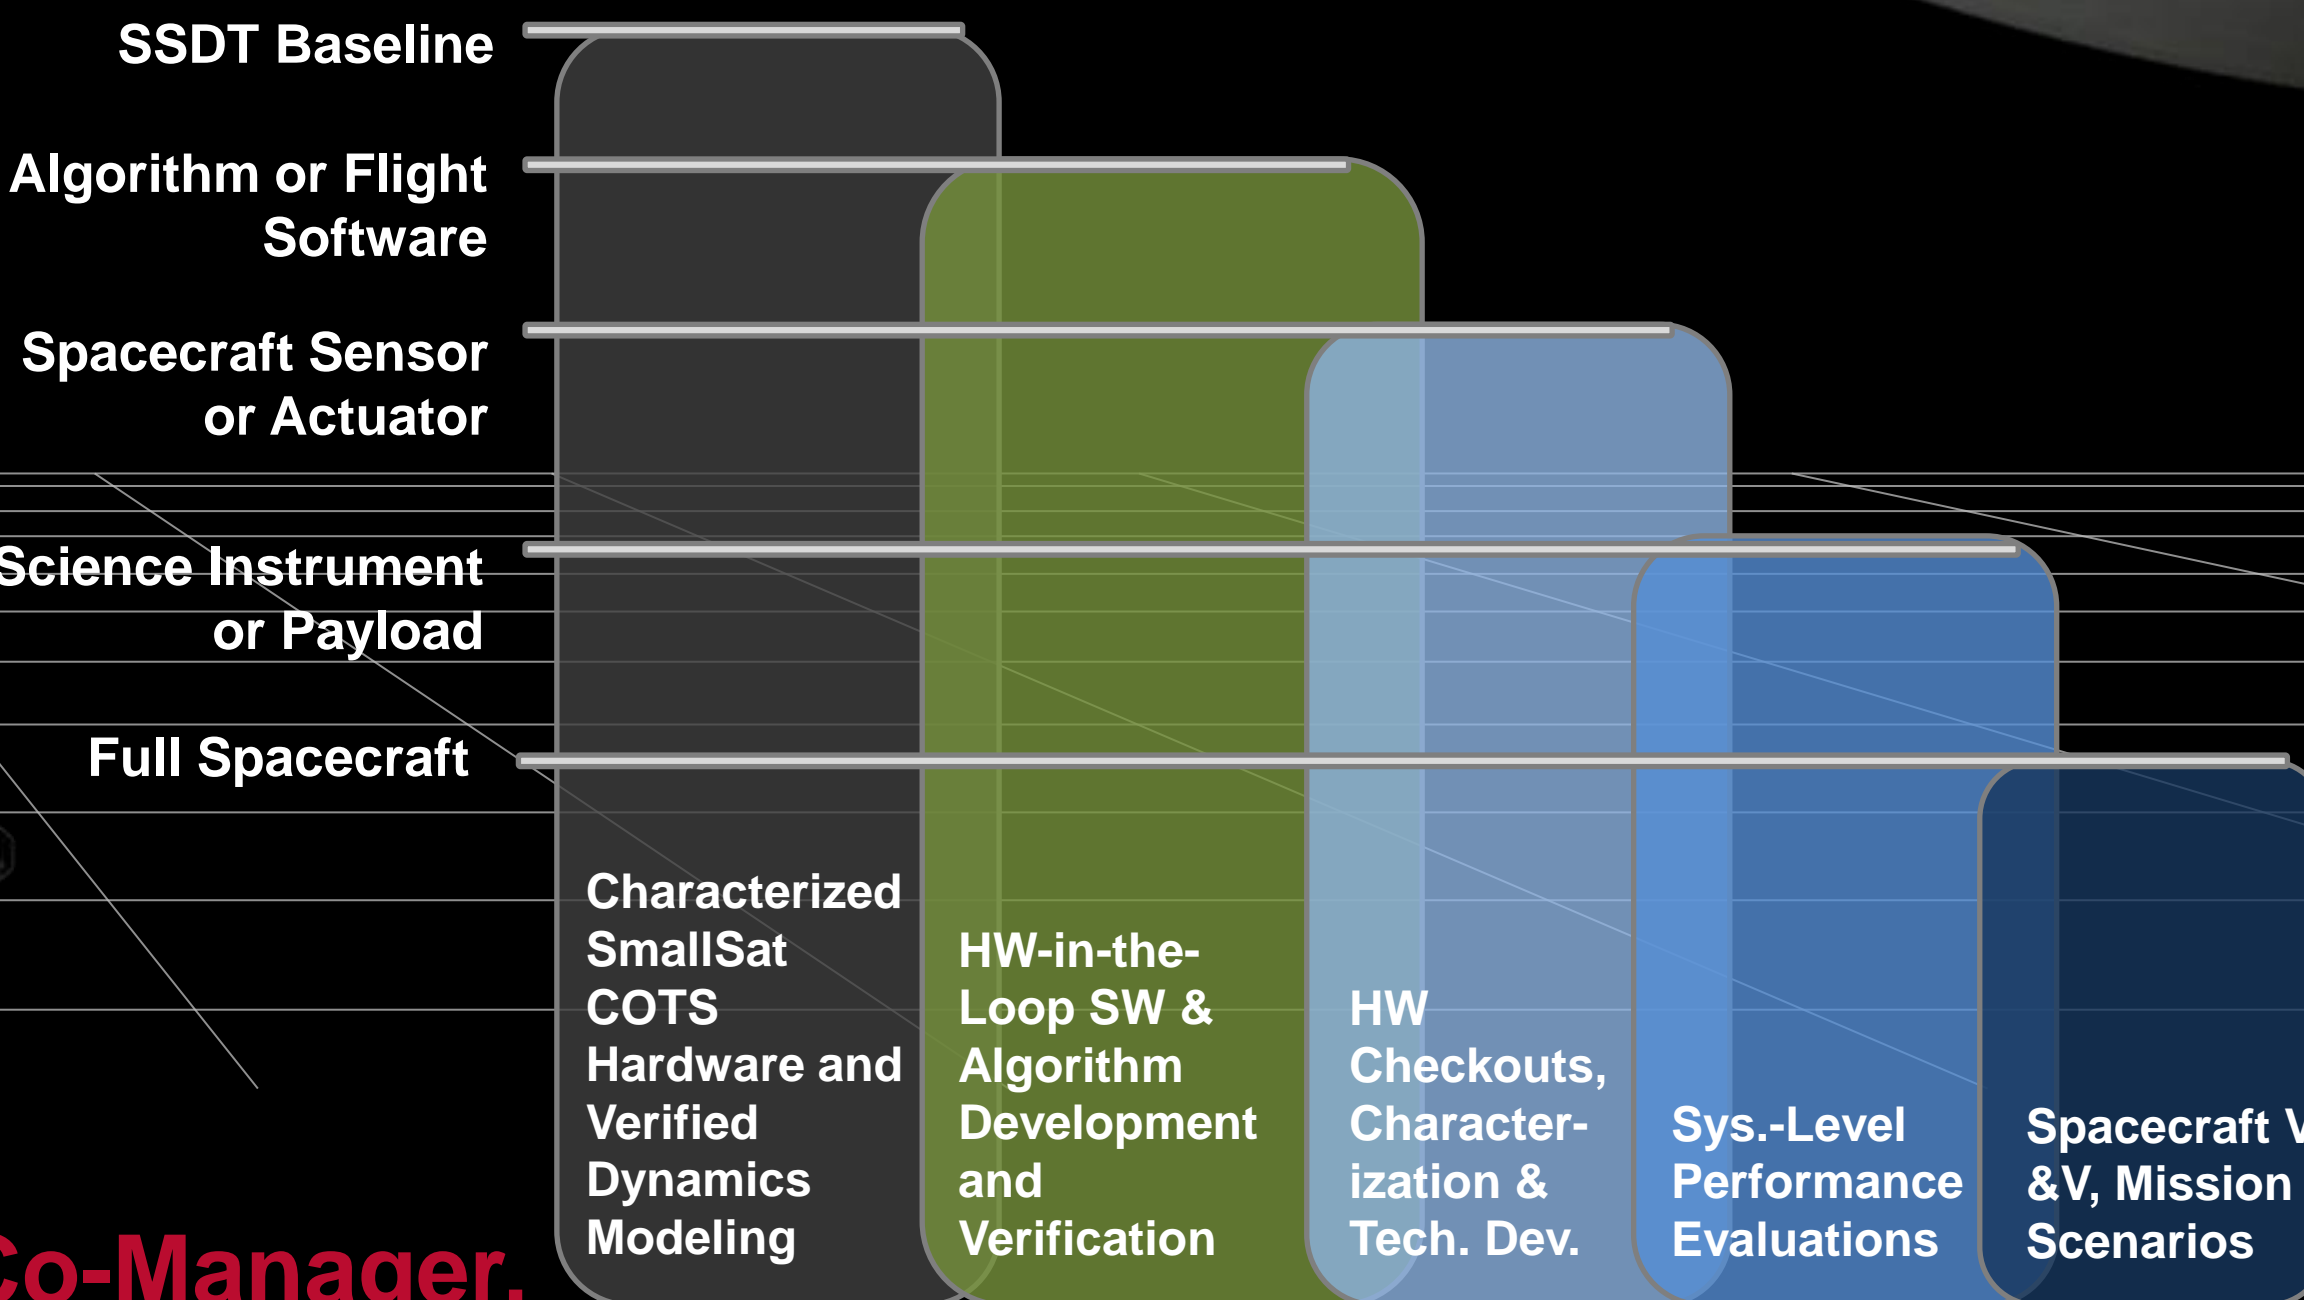 SSDT Baseline
Algorithm or Flight
Software
Spacecraft Sensor
or Actuator
Science Instrument
or Payload
Full Spacecraft
Characterized
SmallSat
COTS
Hardware and
Verified
Dynamics
Modeling
HW-in-the-
Loop SW &
Algorithm
Development
and
Verification
HW
Checkouts,
Character-
ization &
Tech. Dev.
Sys.-Level
Performance
Evaluations
Spacecraft V
&V, Mission
Scenarios
Co-Manager,